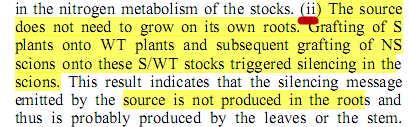 in the nitrogen metabolism of the stocks. (ii) The source
does not need to grow on its own roots. Grafting of S
plants onto WT plants and subsequent grafting of NS
scions onto these S/WT stocks triggered silencing in the
scions. This result indicates that the silencing message
emitted by the source is not produced in the roots and
thus is probably produced by the leaves or the stem.